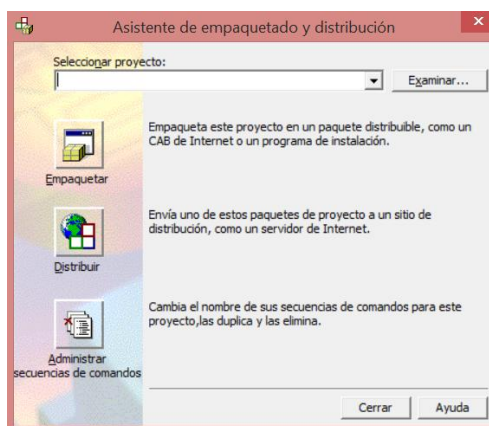 Asistente de empaquetado y distribución
Seleccionar proyecto:
Examinar...
Empaqueta este proyecto en un paquete distribuible, como un
CAB de Internet o un programa de instalación.
Empaquetar
Envía uno de estos paquetes de proyecto a un sitio de
distribución, como un servidor de Internet.
Distribuir
Cambia el nombre de sus secuencias de comandos para este
proyecto,las duplica y las elimina.
Administrar
secuencias de comandos
Cerrar
Ayuda